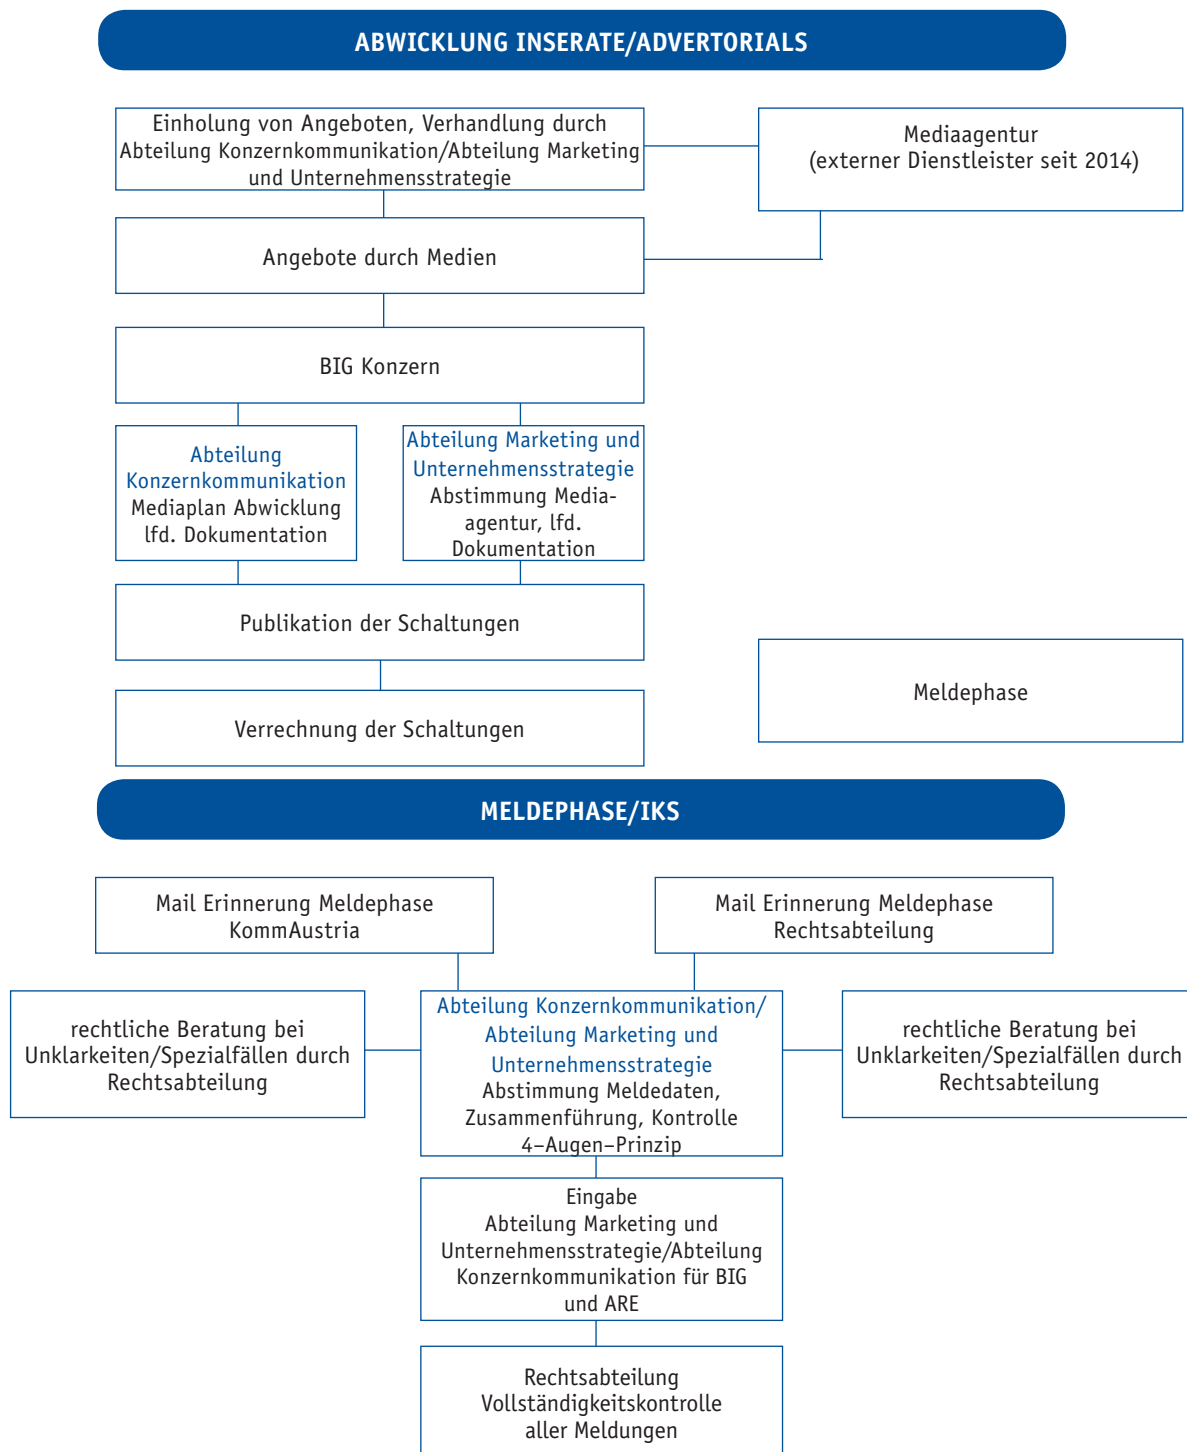 ABWICKLUNG INSERATE/ADVERTORIALS
Einholung von Angeboten, Verhandlung durch
Abteilung Konzernkommunikation/Abteilung Marketing
und Unternehmensstrategie
Mediaagentur
(externer Dienstleister seit 2014)
Angebote durch Medien
BIG Konzern
Abteilung
Konzernkommunikation
Mediaplan Abwicklung
lfd. Dokumentation
Abteilung Marketing und
Unternehmensstrategie
Abstimmung Media-
agentur, lfd.
Dokumentation
Publikation der Schaltungen
Meldephase
Verrechnung der Schaltungen
MELDEPHASE/IKS
Mail Erinnerung Meldephase
KommAustria
Mail Erinnerung Meldephase
Rechtsabteilung
rechtliche Beratung bei
Unklarkeiten/Spezialfällen durch
Rechtsabteilung
Abteilung Konzernkommunikation/
Abteilung Marketing und
Unternehmensstrategie
Abstimmung Meldedaten,
Zusammenführung, Kontrolle
4–Augen–Prinzip
rechtliche Beratung bei
Unklarkeiten/Spezialfällen durch
Rechtsabteilung
Eingabe
Abteilung Marketing und
Unternehmensstrategie/Abteilung
Konzernkommunikation für BIG
und ARE
Rechtsabteilung
Vollständigkeitskontrolle
aller Meldungen